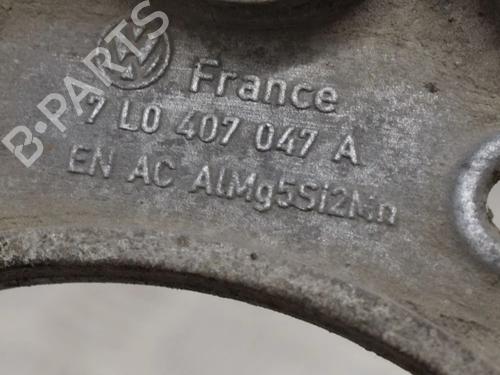 B-PARTS
France
7L0 407 047 A
EN AC AlMg5Si2Mn